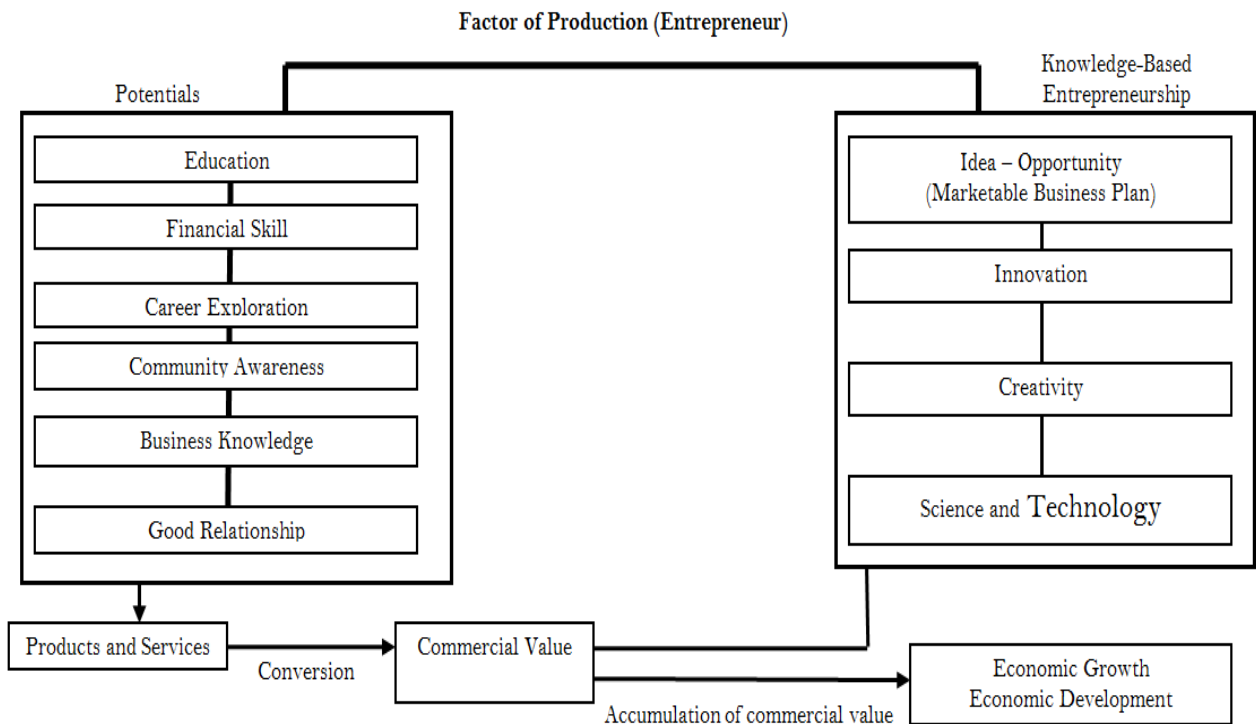 Factor of Production (Entrepreneur)
Potentials
Education
Financial Skill
Career Exploration
Community Awareness
Business Knowledge
Good Relationship
Knowledge-Based
Entrepreneurship
Idea – Opportunity
(Marketable Business Plan)
Innovation
Creativity
Science and Technology
Products and Services
Conversion
Commercial Value
Accumulation of commercial value
Economic Growth
Economic Development